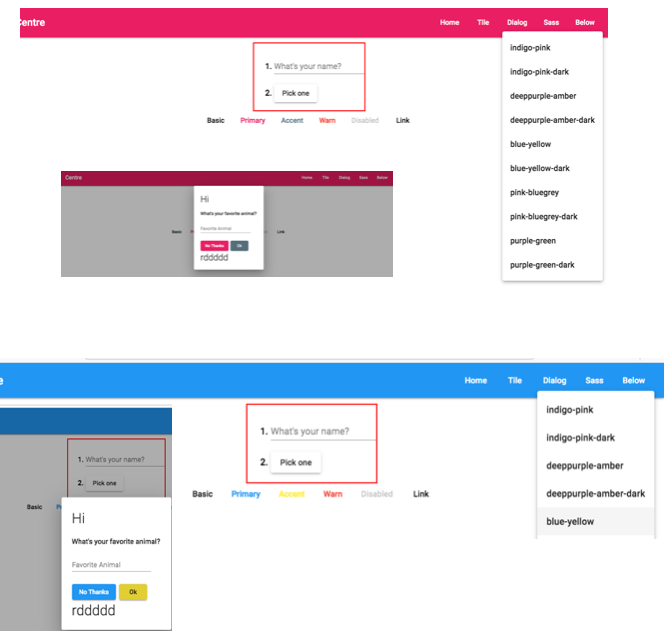 Centre Home Tile Dialog Sass Below
indigo-pink
indigo-pink-dark
deeppurple-amber
deeppurple-amber-dark
blue-yellow
blue-yellow-dark
pink-bluegrey
pink-bluegrey-dark
purple-green
purple-green-dark
1. What's your name?
2. Pick one
Basic Primary Accent Warn Disabled Link
Centre Home Tile Dialog Sass Below
Basic Link
Hi
What's your favorite animal?
Favorite Animal
No Thanks Ok
rddddd
Home Tile Dialog Sass Below
indigo-pink
indigo-pink-dark
deeppurple-amber
deeppurple-amber-dark
blue-yellow
1. What's your name?
2. Pick one
Basic Primary Accent Warn Disabled Link
1. What's your name?
2. Pick one
Basic
Hi
What's your favorite animal?
Favorite Animal
No Thanks Ok
rddddd